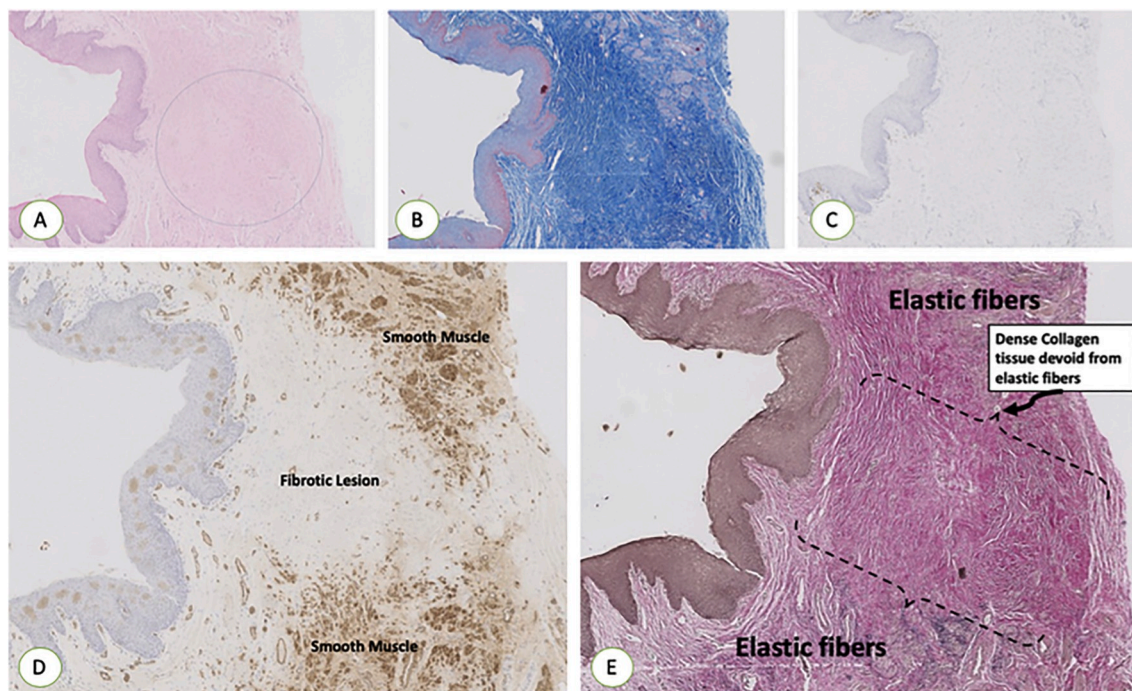 A
B
C
Smooth Muscle
Fibrotic Lesion
Smooth Muscle
D
Elastic fibers
Dense Collagen
tissue devoid from
elastic fibers
Elastic fibers
E